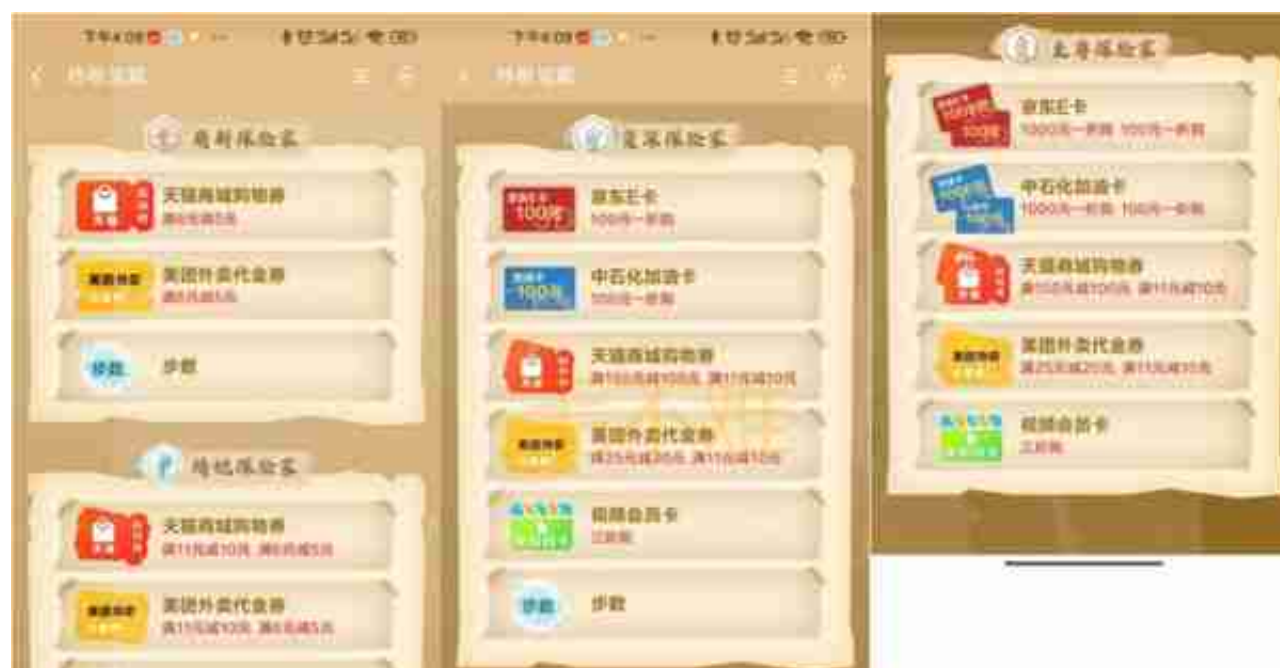 萌新探险家
天猫商城购物券
满6元减5元
美团外卖代金券
满6元减5元
步数
步数
探险家
天猫商城购物券
满11元减10元 满6元减5元
美团外卖代金券
满11元减10元 满6元减5元
资深探险家
京东E卡
100元一折购
100元
中石化加油卡
100元一折购
100元
天猫商城购物券
满150元减100元 满11元减10元
美团外卖代金券
满25元减20元 满11元减10元
视频会员卡
三折购
步数
步数
探险家
京东E卡
1000元一折购 100元一折购
中石化加油卡
1000元一折购 100元一折购
天猫商城购物券
满150元减100元 满11元减10元
美团外卖代金券
满25元减20元 满11元减10元
视频会员卡
三折购